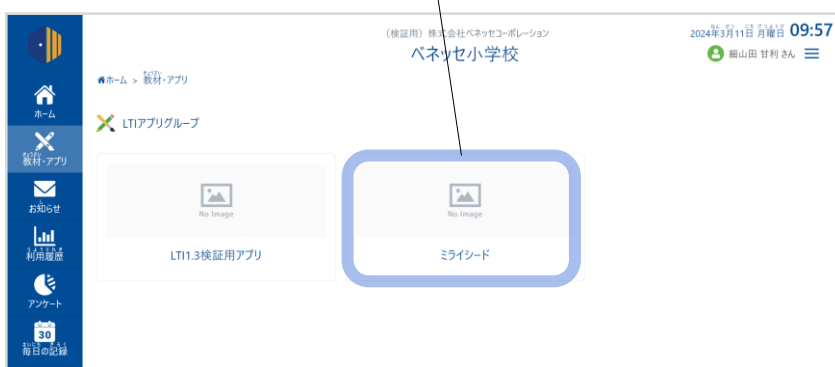 (検証用) 株式会社ベネッセコーポレーション
ベネッセ小学校
2024年3月11日 月曜日 09:57
細山田 甘利 さん
ホーム > 教材・アプリ
ホーム
教材・アプリ
お知らせ
利用履歴
アンケート
30
毎日の記録
LTIアプリグループ
No Image
LTI1.3検証用アプリ
No Image
ミライシード